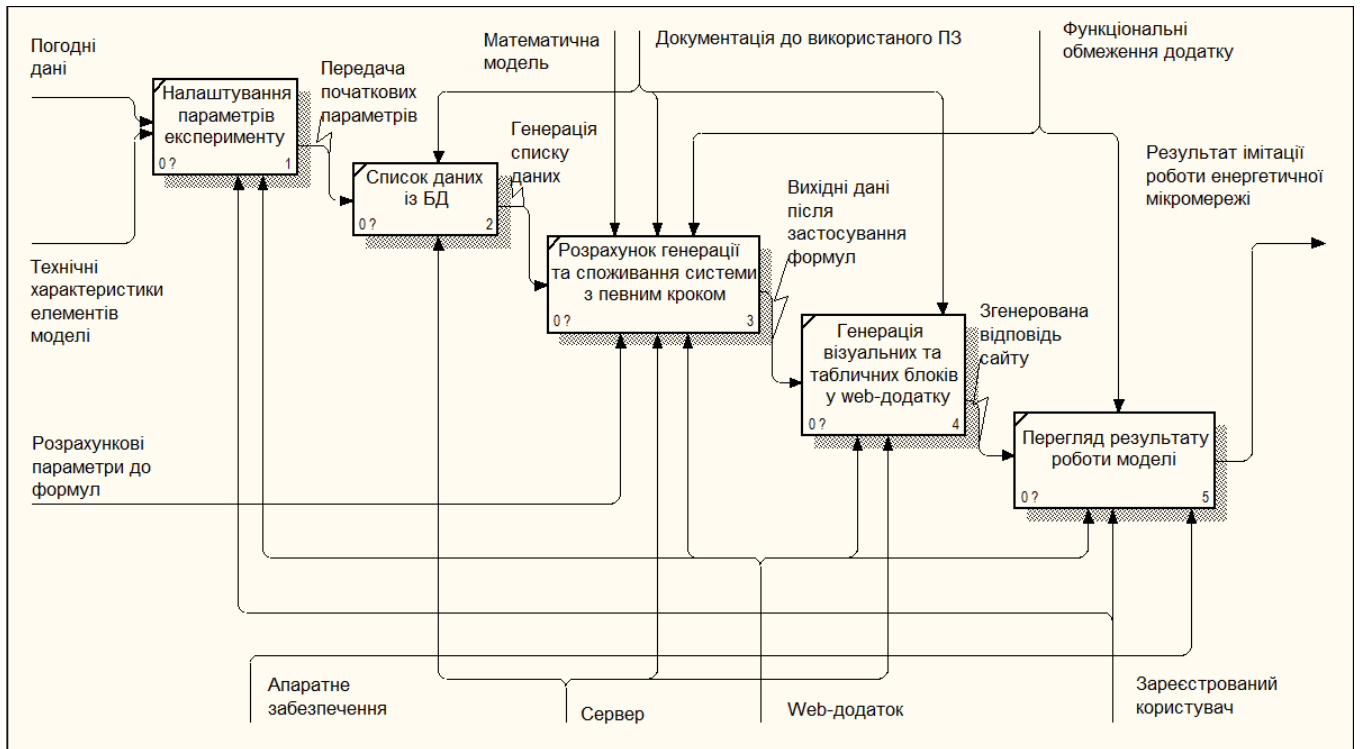 Погодні
дані
Налаштування
параметрів
експерименту
0 ?
1
Передача
початкових
параметрів
Математична
модель
Документація до використаного ПЗ
Функціональні
обмеження додатку
Список даних
із БД
0 ?
2
Генерація
списку
даних
Результат імітації
роботи енергетичної
мікромережі
Технічні
характеристики
елементів
моделі
Розрахунок генерації
та споживання системи
з певним кроком
0 ?
3
Вихідні дані
після
застосування
формул
Генерація
візуальних та
табличних блоків
у web-додатку
0 ?
4
Згенерована
відповідь
сайту
Перегляд результату
роботи моделі
0 ?
5
Розрахункові
параметри до
формул
Апаратне
забезпечення
Сервер
Web-додаток
Зареєстрований
користувач